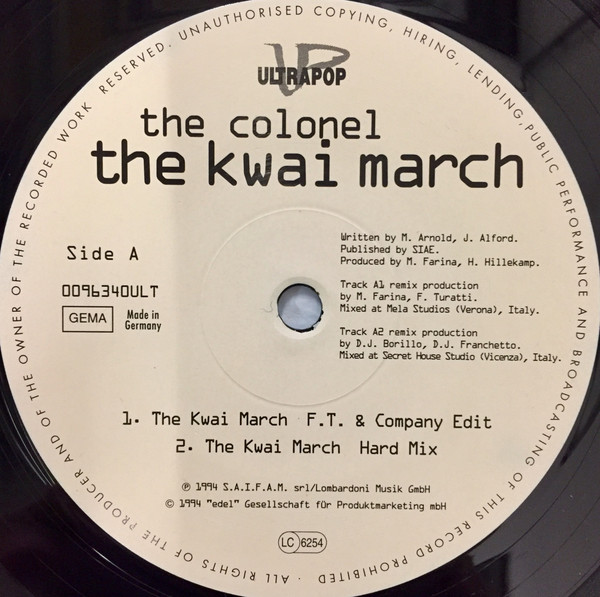 UP
ULTRAPOP
the colonel
the kwai march
Side A
0096340ULT
GEMA
Made in
Germany
Written by M. Arnold, J. Alford.
Published by SIAE.
Produced by M. Farina, H. Hillekamp.
Track A1 remix production
by M. Farina, F. Turatti.
Mixed at Mela Studios (Verona), Italy.
Track A2 remix production
by D.J. Borillo, D.J. Franchetto.
Mixed at Secret House Studio (Vicenza), Italy.
1. The Kwai March F.T. & Company Edit
2. The Kwai March Hard Mix
℗ 1994 S.A.I.F.A.M. srl/Lombardoni Musik GmbH
© 1994 "edel" Gesellschaft für Produktmarketing mbH
LC 6254
ALL RIGHTS OF THE PRODUCER AND OF THE OWNER OF THE RECORDED WORK RESERVED. UNAUTHORISED COPYING, HIRING, LENDING, PUBLIC PERFORMANCE AND BROADCASTING OF THIS RECORD PROHIBITED ·